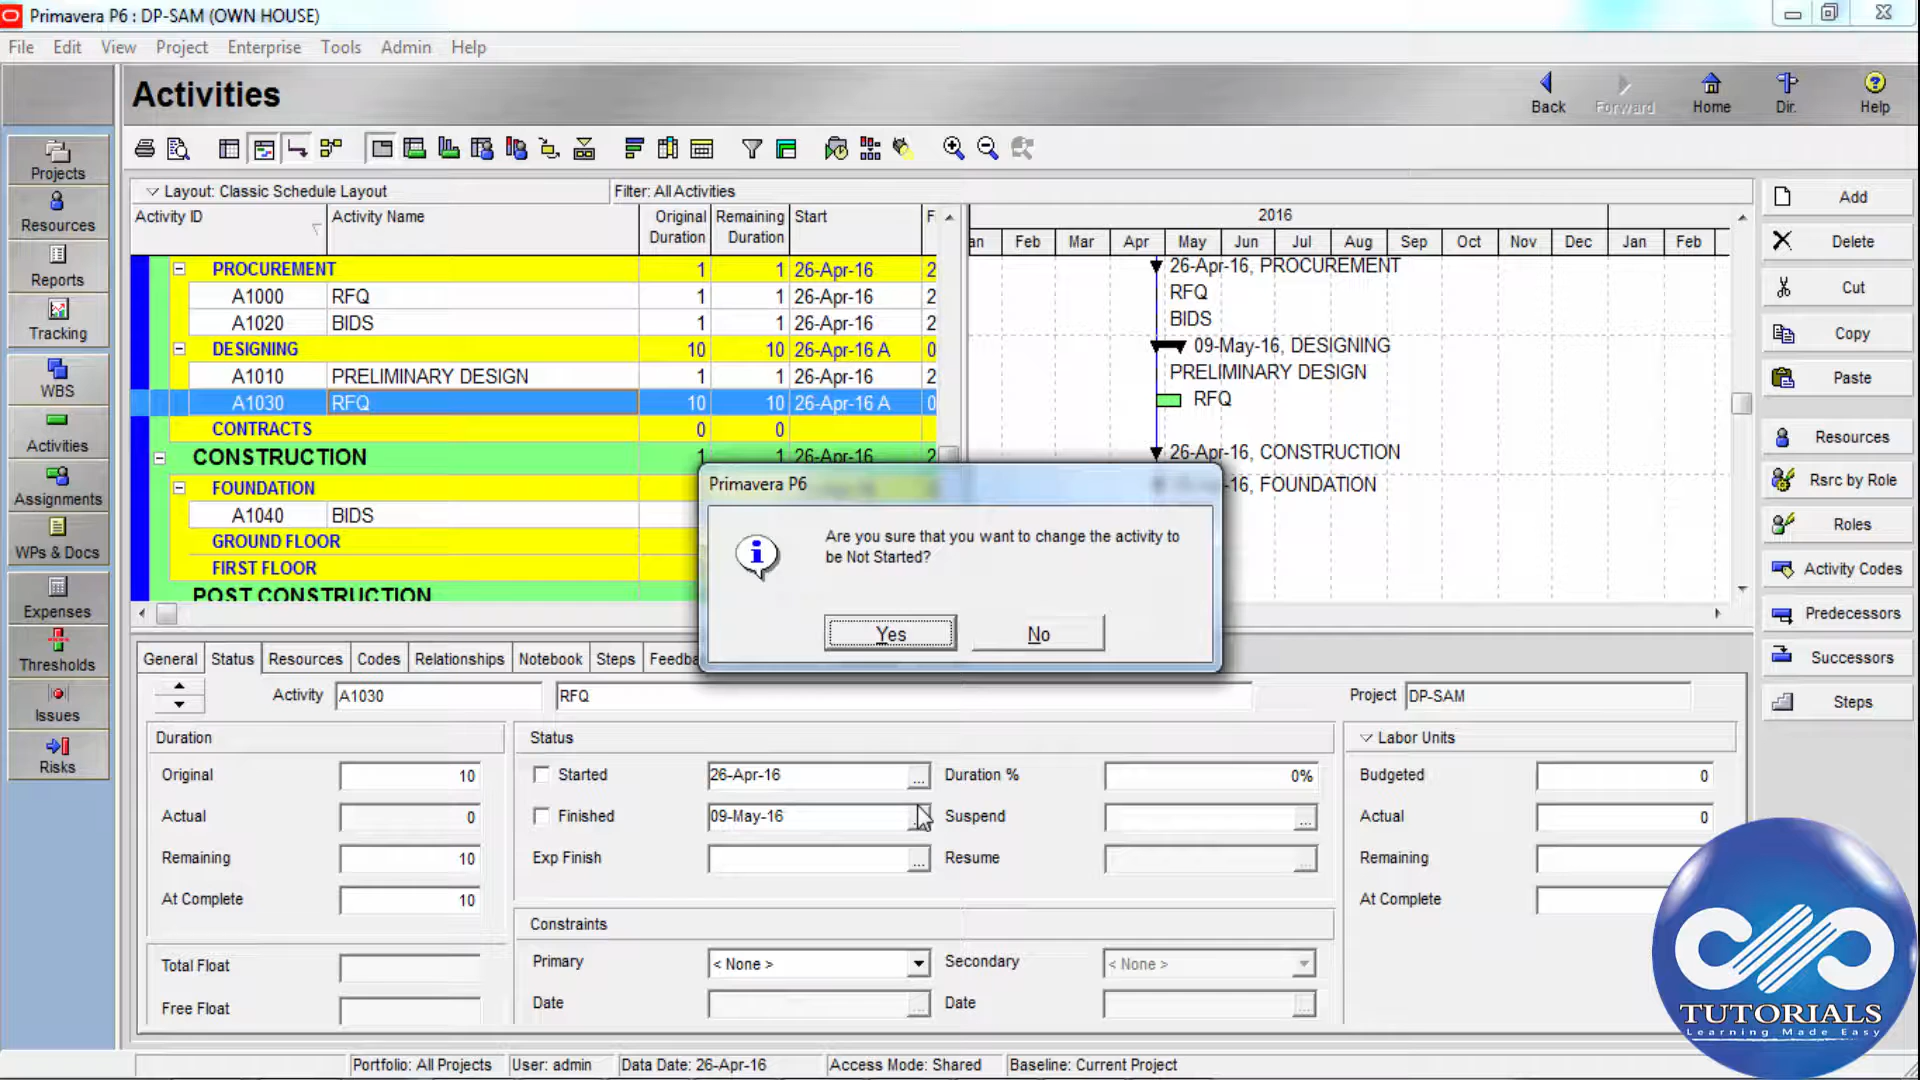 Primavera P6 : DP-SAM (OWN HOUSE)
File Edit View Project Enterprise Tools Admin Help
Activities
Back Forward Home Dir. Help
Projects
Resources
Reports
Tracking
WBS
Activities
Assignments
WPs & Docs
Expenses
Thresholds
Issues
Risks
Layout: Classic Schedule Layout Filter: All Activities
Activity ID Activity Name Original Duration Remaining Duration Start F
PROCUREMENT 1 1 26-Apr-16 2
A1000 RFQ 1 1 26-Apr-16 2
A1020 BIDS 1 1 26-Apr-16 2
DESIGNING 10 10 26-Apr-16 A 0
A1010 PRELIMINARY DESIGN 1 1 26-Apr-16 2
A1030 RFQ 10 10 26-Apr-16 A 0
CONTRACTS 0 0
CONSTRUCTION 1 1 26-Apr-16 2
FOUNDATION
A1040 BIDS
GROUND FLOOR
FIRST FLOOR
POST CONSTRUCTION
2016
an Feb Mar Apr May Jun Jul Aug Sep Oct Nov Dec Jan Feb
26-Apr-16, PROCUREMENT
RFQ
BIDS
09-May-16, DESIGNING
PRELIMINARY DESIGN
RFQ
26-Apr-16, CONSTRUCTION
-16, FOUNDATION
Add
Delete
Cut
Copy
Paste
Resources
Rsrc by Role
Roles
Activity Codes
Predecessors
Successors
Steps
Primavera P6
Are you sure that you want to change the activity to
be Not Started?
Yes No
General Status Resources Codes Relationships Notebook Steps Feedba
Activity A1030 RFQ Project DP-SAM
Duration
Original 10
Actual 0
Remaining 10
At Complete 10
Total Float
Free Float
Status
Started 26-Apr-16 ... Duration % 0%
Finished 09-May-16 Suspend ...
Exp Finish ... Resume ...
Constraints
Primary < None > Secondary < None >
Date ... Date ...
Labor Units
Budgeted 0
Actual 0
Remaining
At Complete
TUTORIALS
Learning Made Easy
Portfolio: All Projects User: admin Data Date: 26-Apr-16 Access Mode: Shared Baseline: Current Project